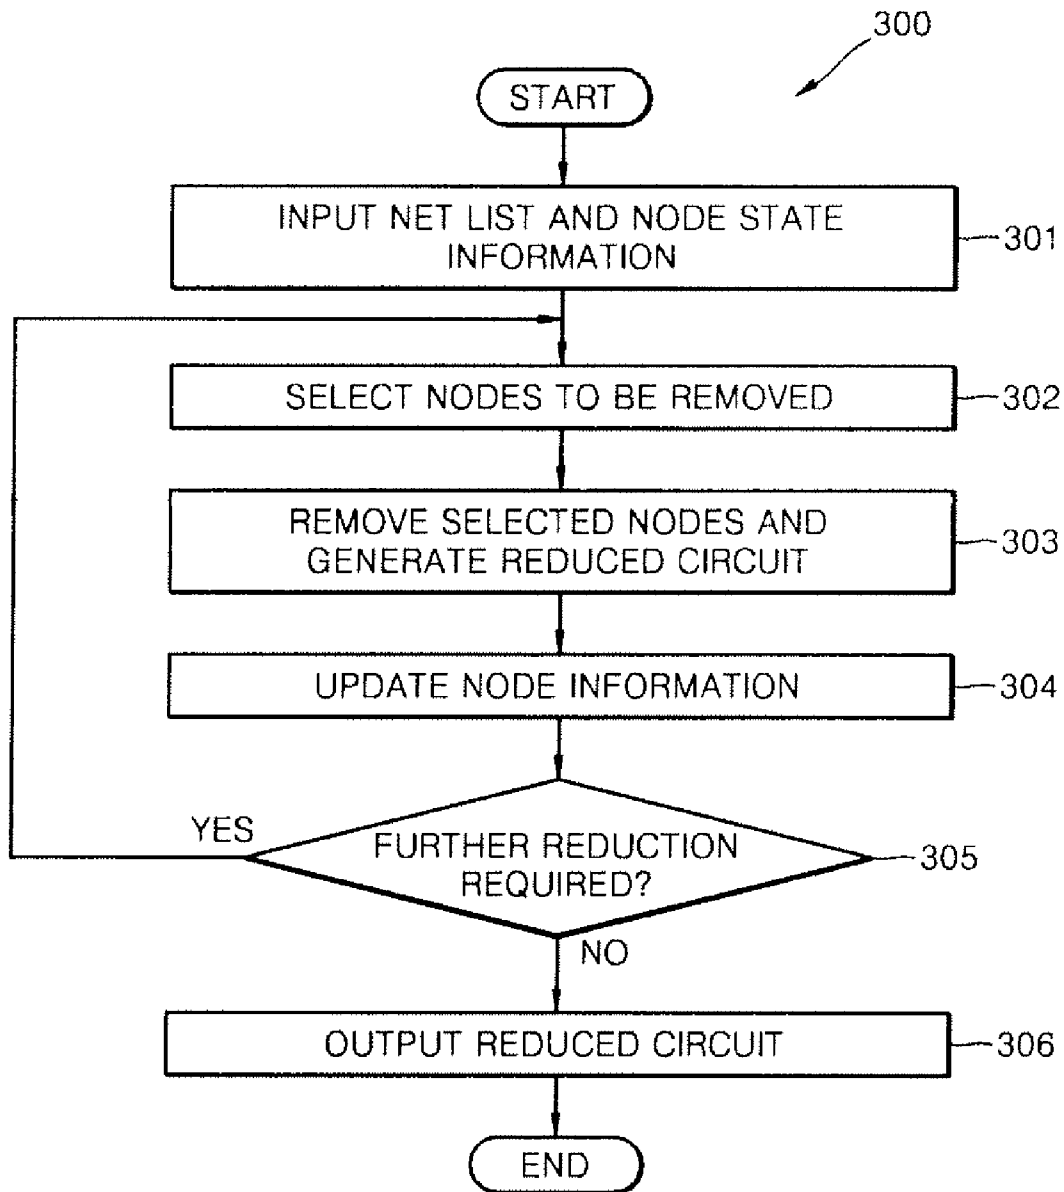 300
START
INPUT NET LIST AND NODE STATE
INFORMATION
301
SELECT NODES TO BE REMOVED
302
REMOVE SELECTED NODES AND
GENERATE REDUCED CIRCUIT
303
UPDATE NODE INFORMATION
304
YES
FURTHER REDUCTION
REQUIRED?
305
NO
OUTPUT REDUCED CIRCUIT
306
END